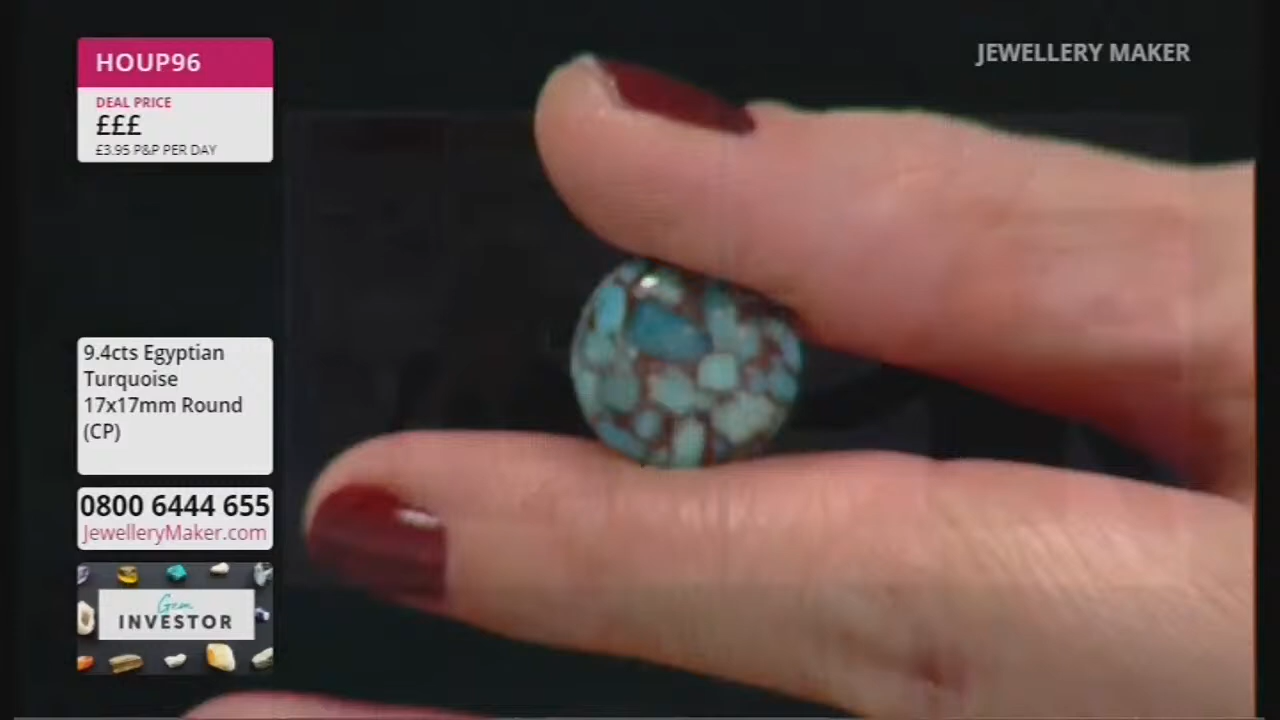 HOUP96
DEAL PRICE
£££
£3.95 P&P PER DAY
JEWELLERY MAKER
9.4cts Egyptian
Turquoise
17x17mm Round
(CP)
0800 6444 655
JewelleryMaker.com
Gem
INVESTOR